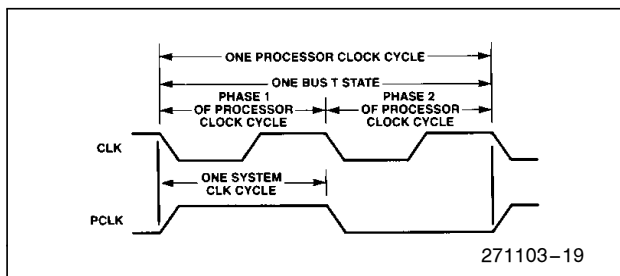 ONE PROCESSOR CLOCK CYCLE
ONE BUS T STATE
PHASE 1
OF PROCESSOR
CLOCK CYCLE
PHASE 2
OF PROCESSOR
CLOCK CYCLE
CLK
ONE SYSTEM
CLK CYCLE
PCLK
271103–19